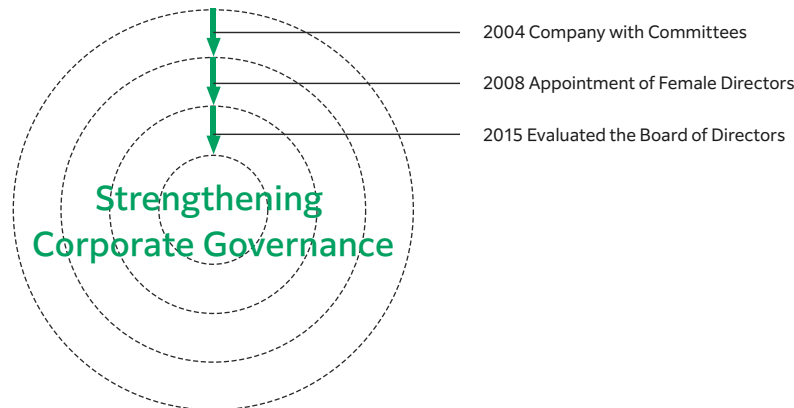 2004 Company with Committees
2008 Appointment of Female Directors
2015 Evaluated the Board of Directors
Strengthening
Corporate Governance